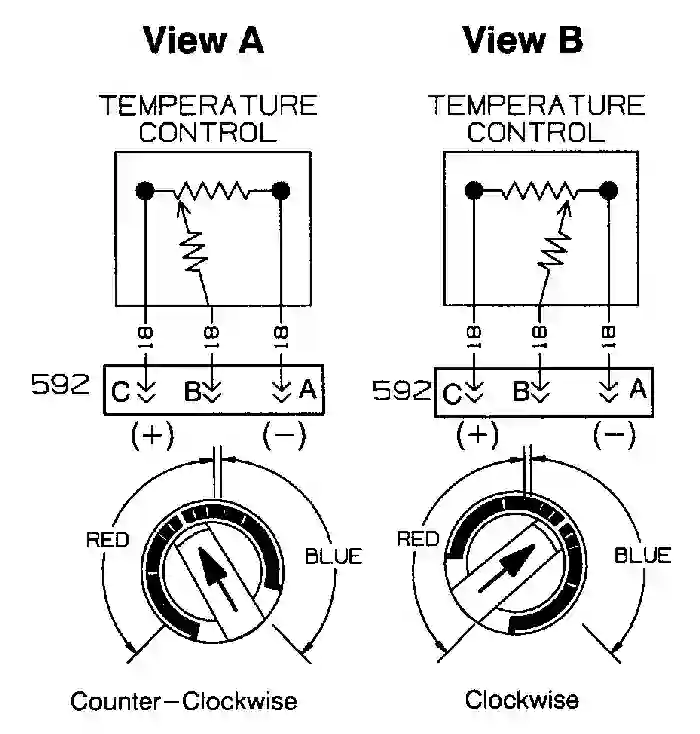 View A
TEMPERATURE
CONTROL
18 18 18
592 C B A
(+) (−)
RED BLUE
Counter−Clockwise
View B
TEMPERATURE
CONTROL
18 18 18
592 C B A
(+) (−)
RED BLUE
Clockwise